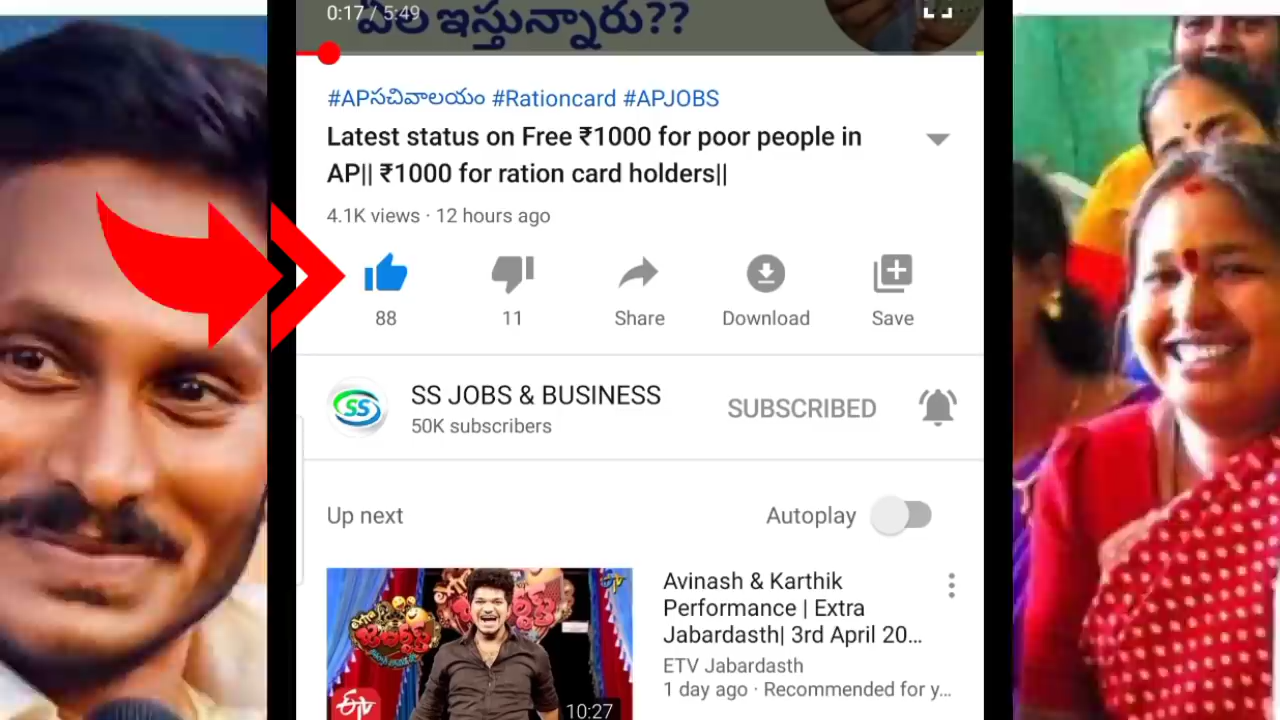 0:17 / 5:49
ఇస్తున్నారు??
#APసచివాలయం #Rationcard #APJOBS
Latest status on Free ₹1000 for poor people in
AP|| ₹1000 for ration card holders||
4.1K views · 12 hours ago
88
11
Share
Download
Save
SS
SS JOBS & BUSINESS
50K subscribers
SUBSCRIBED
Up next
Autoplay
Avinash & Karthik
Performance | Extra
Jabardasth| 3rd April 20...
ETV Jabardasth
1 day ago · Recommended for y...
10:27